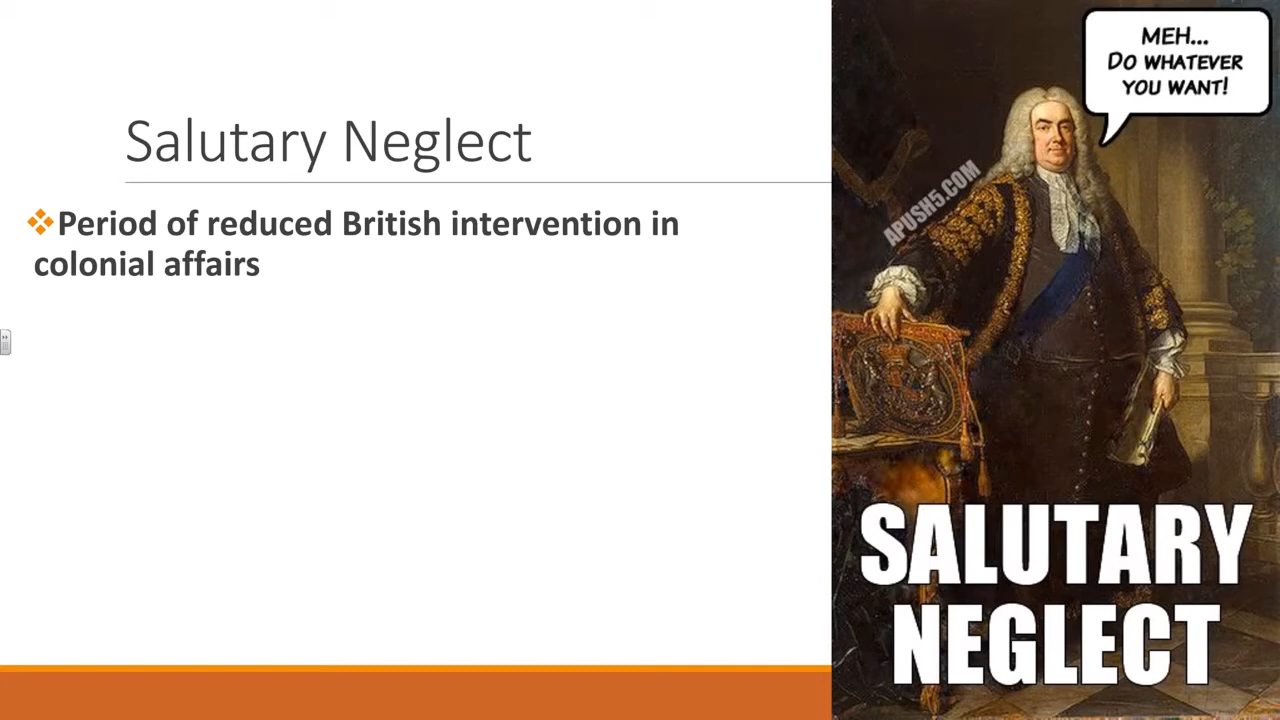 Salutary Neglect
Period of reduced British intervention in
colonial affairs
MEH...
DO WHATEVER
YOU WANT!
APUSH5.COM
SALUTARY
NEGLECT